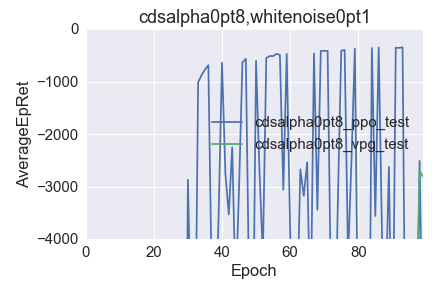 cdsalpha0pt8,whitenoise0pt1
AverageEpRet
0
−1000
−2000
−3000
−4000
cdsalpha0pt8_ppo_test
cdsalpha0pt8_vpg_test
0 20 40 60 80
Epoch